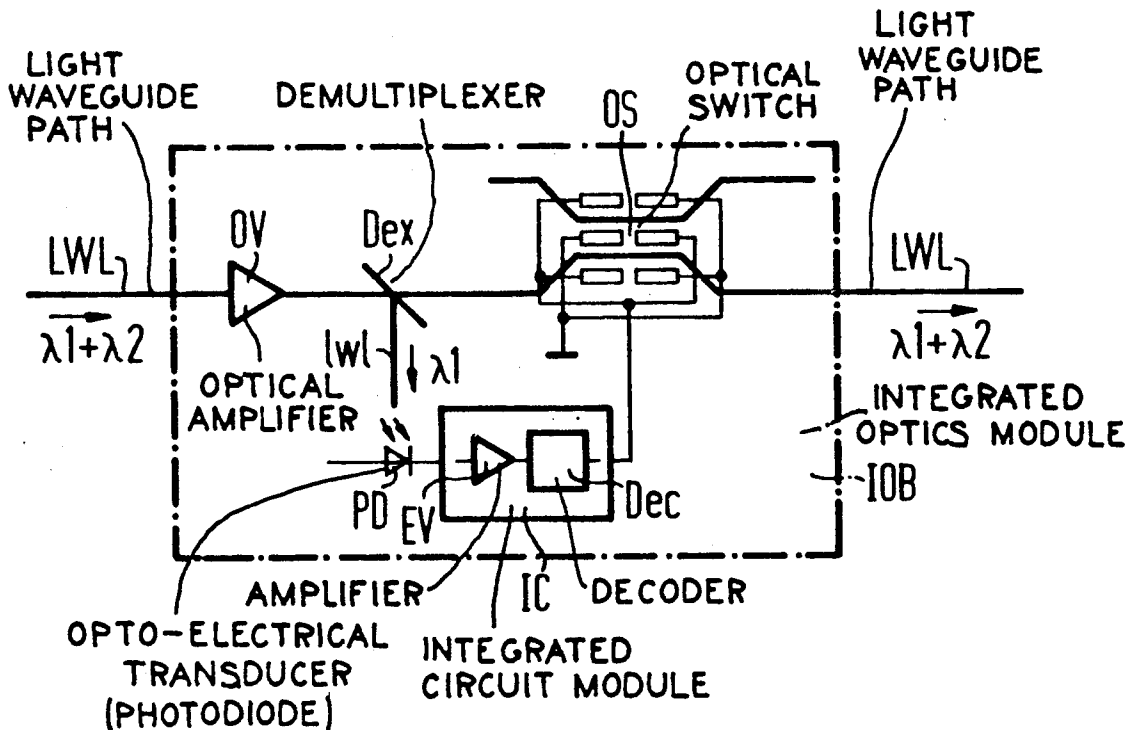 LIGHT
WAVEGUIDE
PATH
DEMULTIPLEXER
OPTICAL
SWITCH
LIGHT
WAVEGUIDE
PATH
OS
LWL
OV
Dex
LWL
λ1+λ2
lwl
λ1
λ1+λ2
OPTICAL
AMPLIFIER
INTEGRATED
OPTICS MODULE
IOB
PD
EV
Dec
AMPLIFIER
IC
DECODER
OPTO-ELECTRICAL
TRANSDUCER
(PHOTODIODE)
INTEGRATED
CIRCUIT MODULE